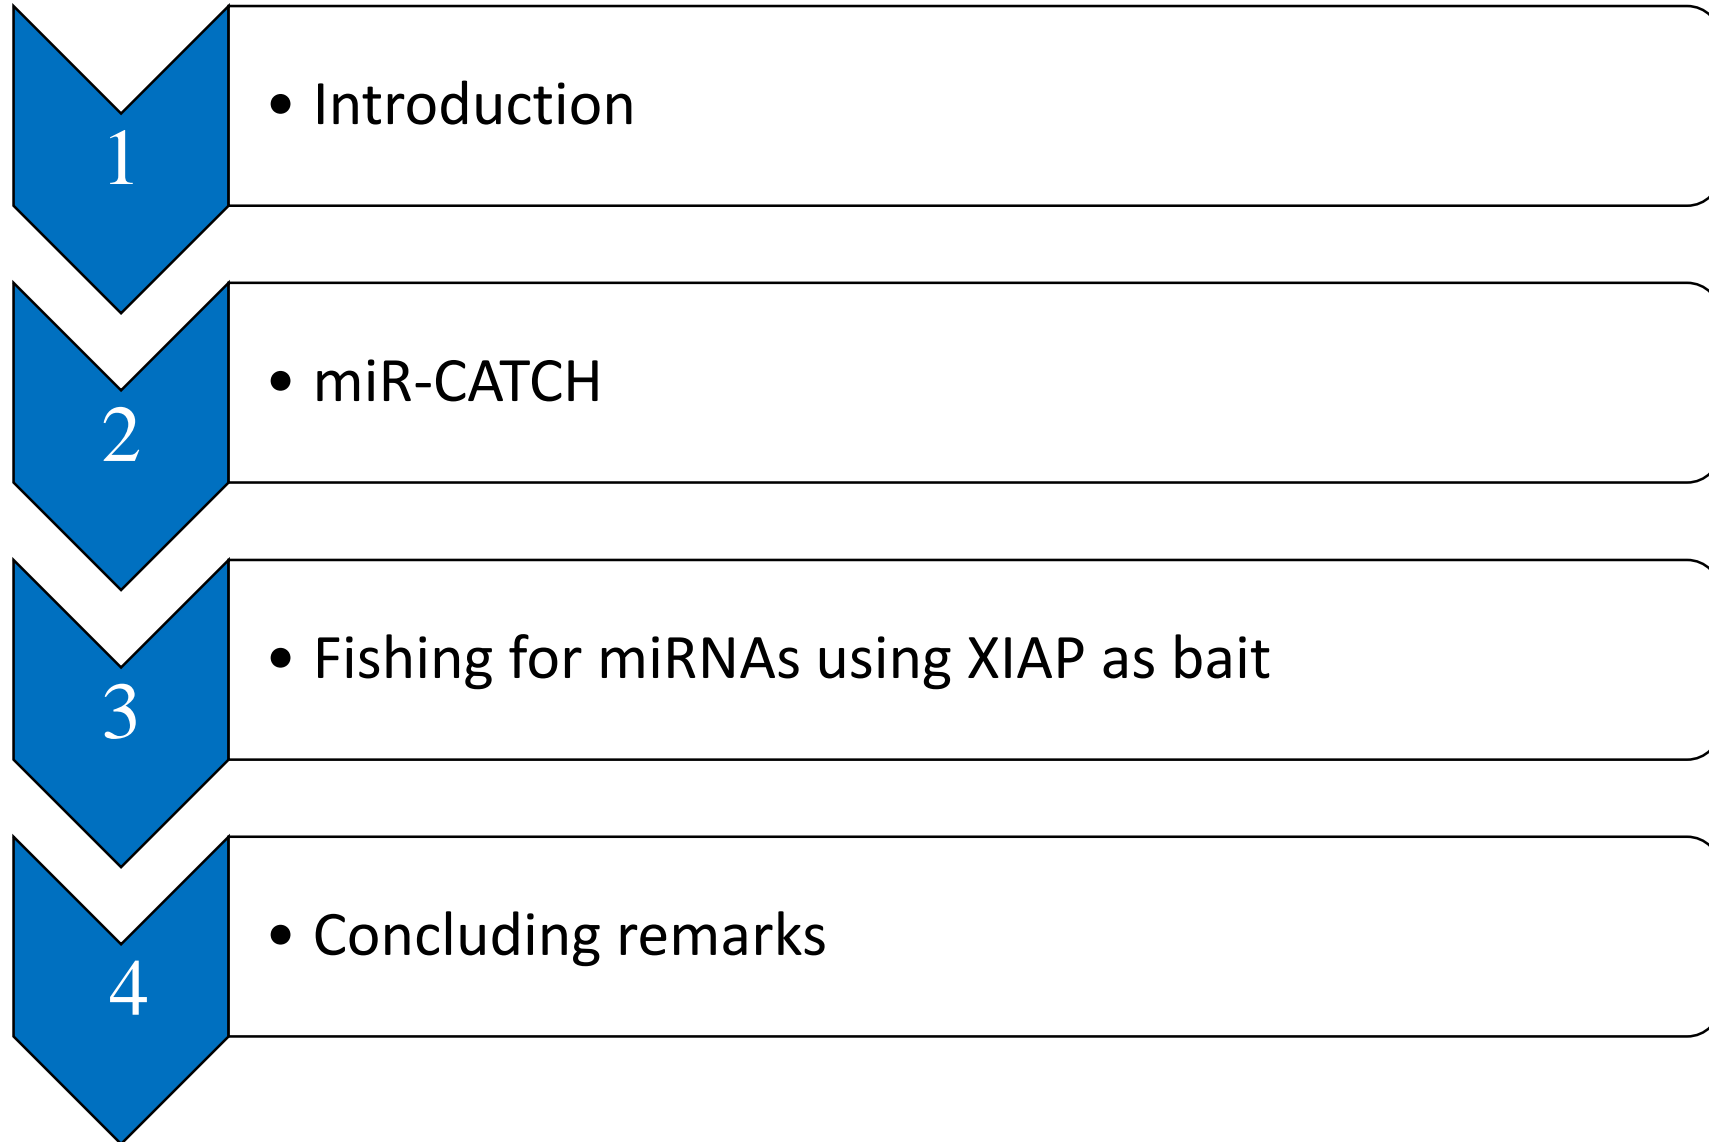 1
• Introduction
2
• miR-CATCH
3
• Fishing for miRNAs using XIAP as bait
4
• Concluding remarks